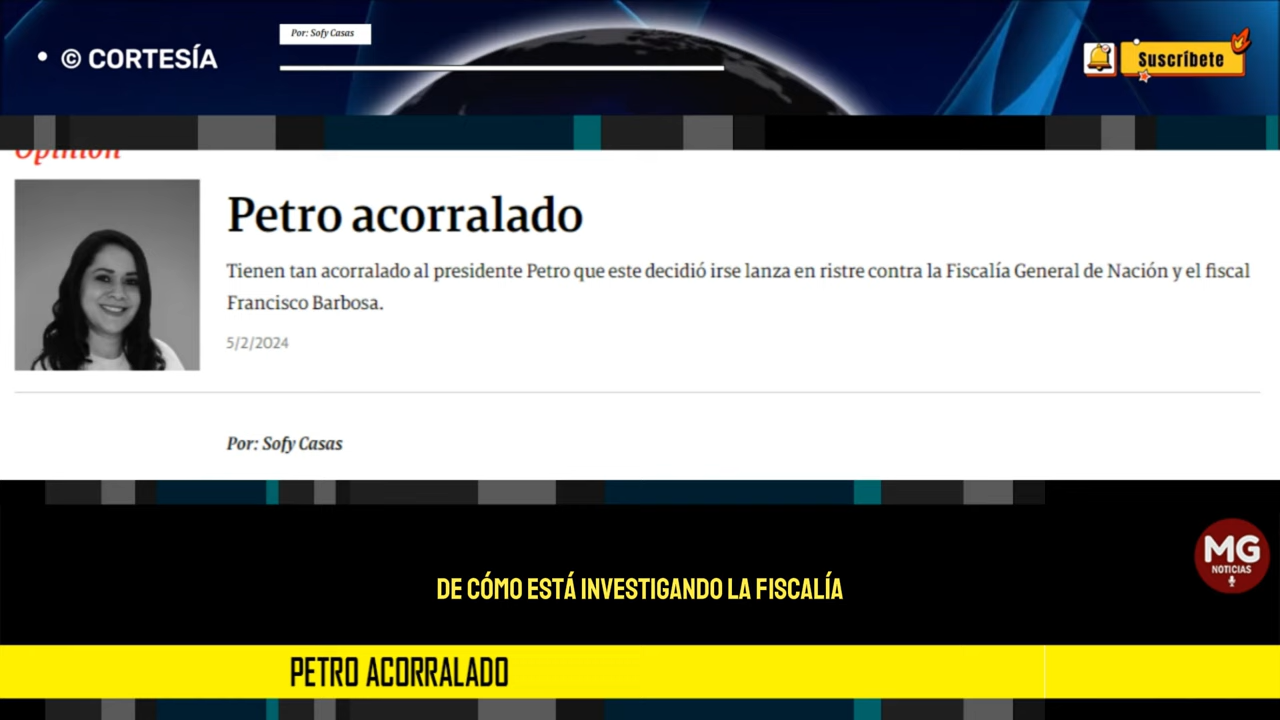 Por: Sofy Casas
• © CORTESÍA
Suscríbete
Opinión
Petro acorralado
Tienen tan acorralado al presidente Petro que este decidió irse lanza en ristre contra la Fiscalía General de Nación y el fiscal
Francisco Barbosa.
5/2/2024
Por: Sofy Casas
MG
NOTICIAS
DE CÓMO ESTÁ INVESTIGANDO LA FISCALÍA
PETRO ACORRALADO